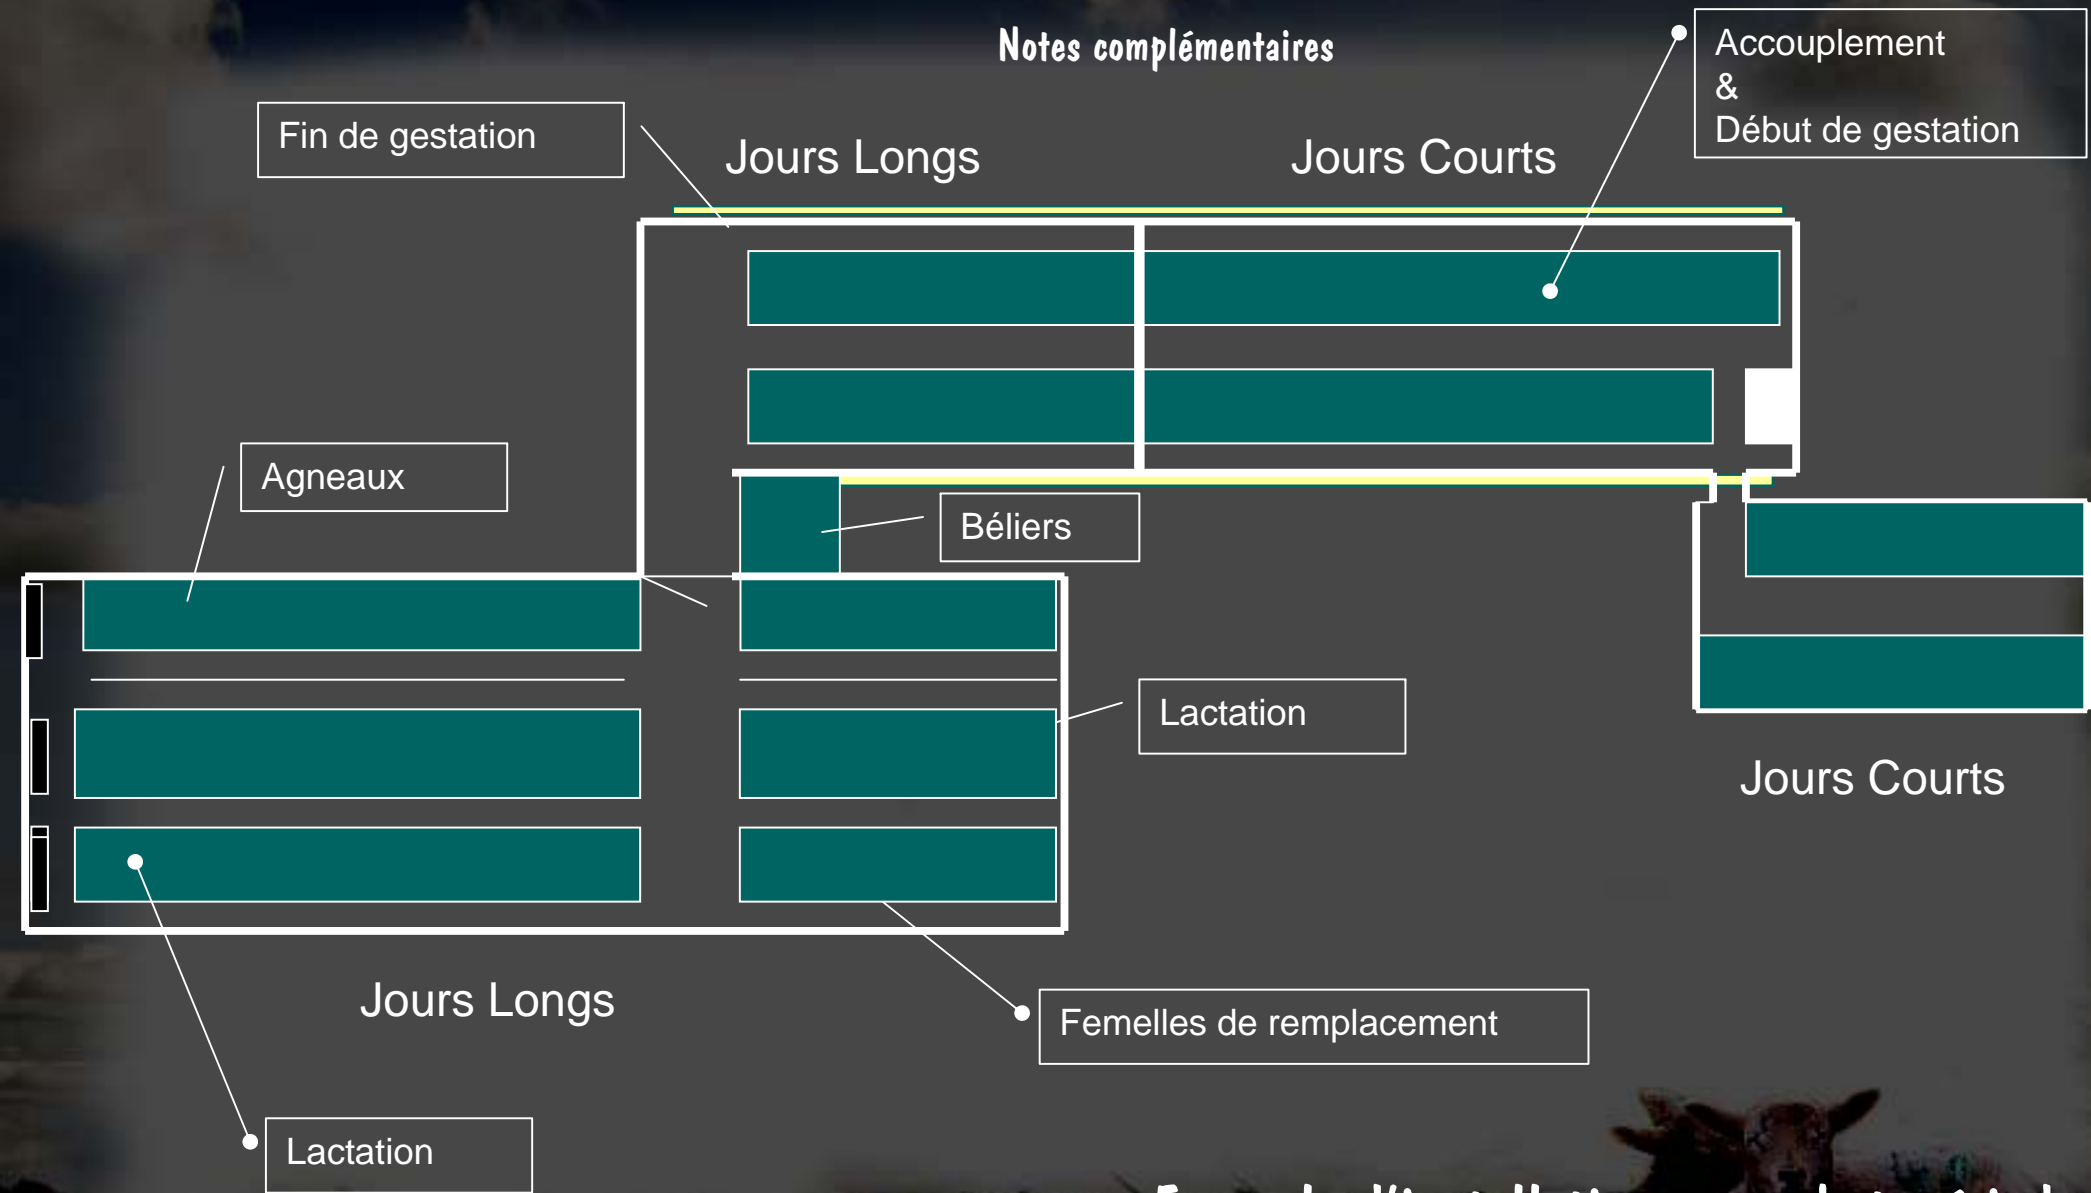 Notes complémentaires
Accouplement
&
Début de gestation
Fin de gestation
Jours Longs
Jours Courts
Agneaux
Béliers
Lactation
Jours Courts
Jours Longs
Femelles de remplacement
Lactation